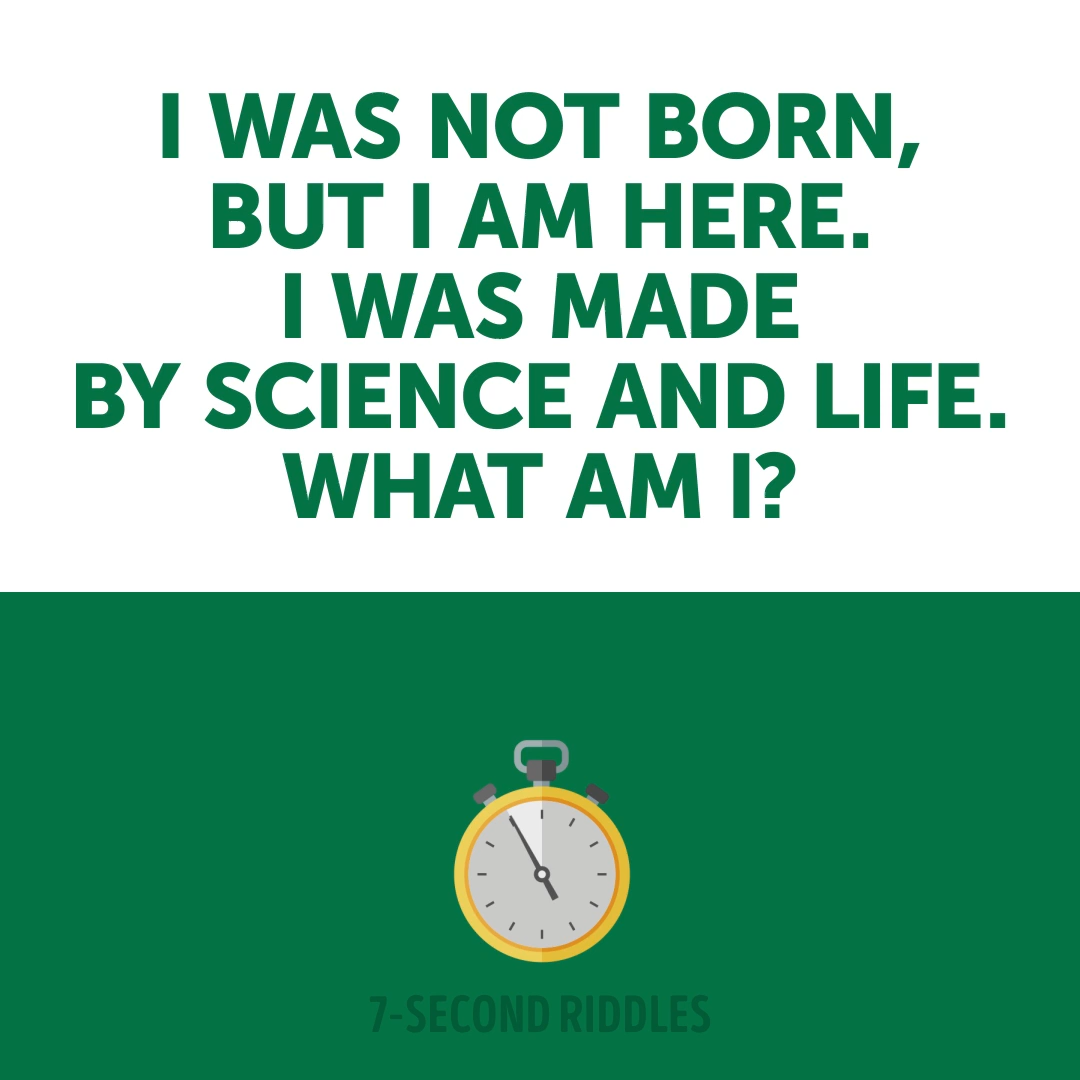 I WAS NOT BORN,
BUT I AM HERE.
I WAS MADE
BY SCIENCE AND LIFE.
WHAT AM I?
7-SECOND RIDDLES